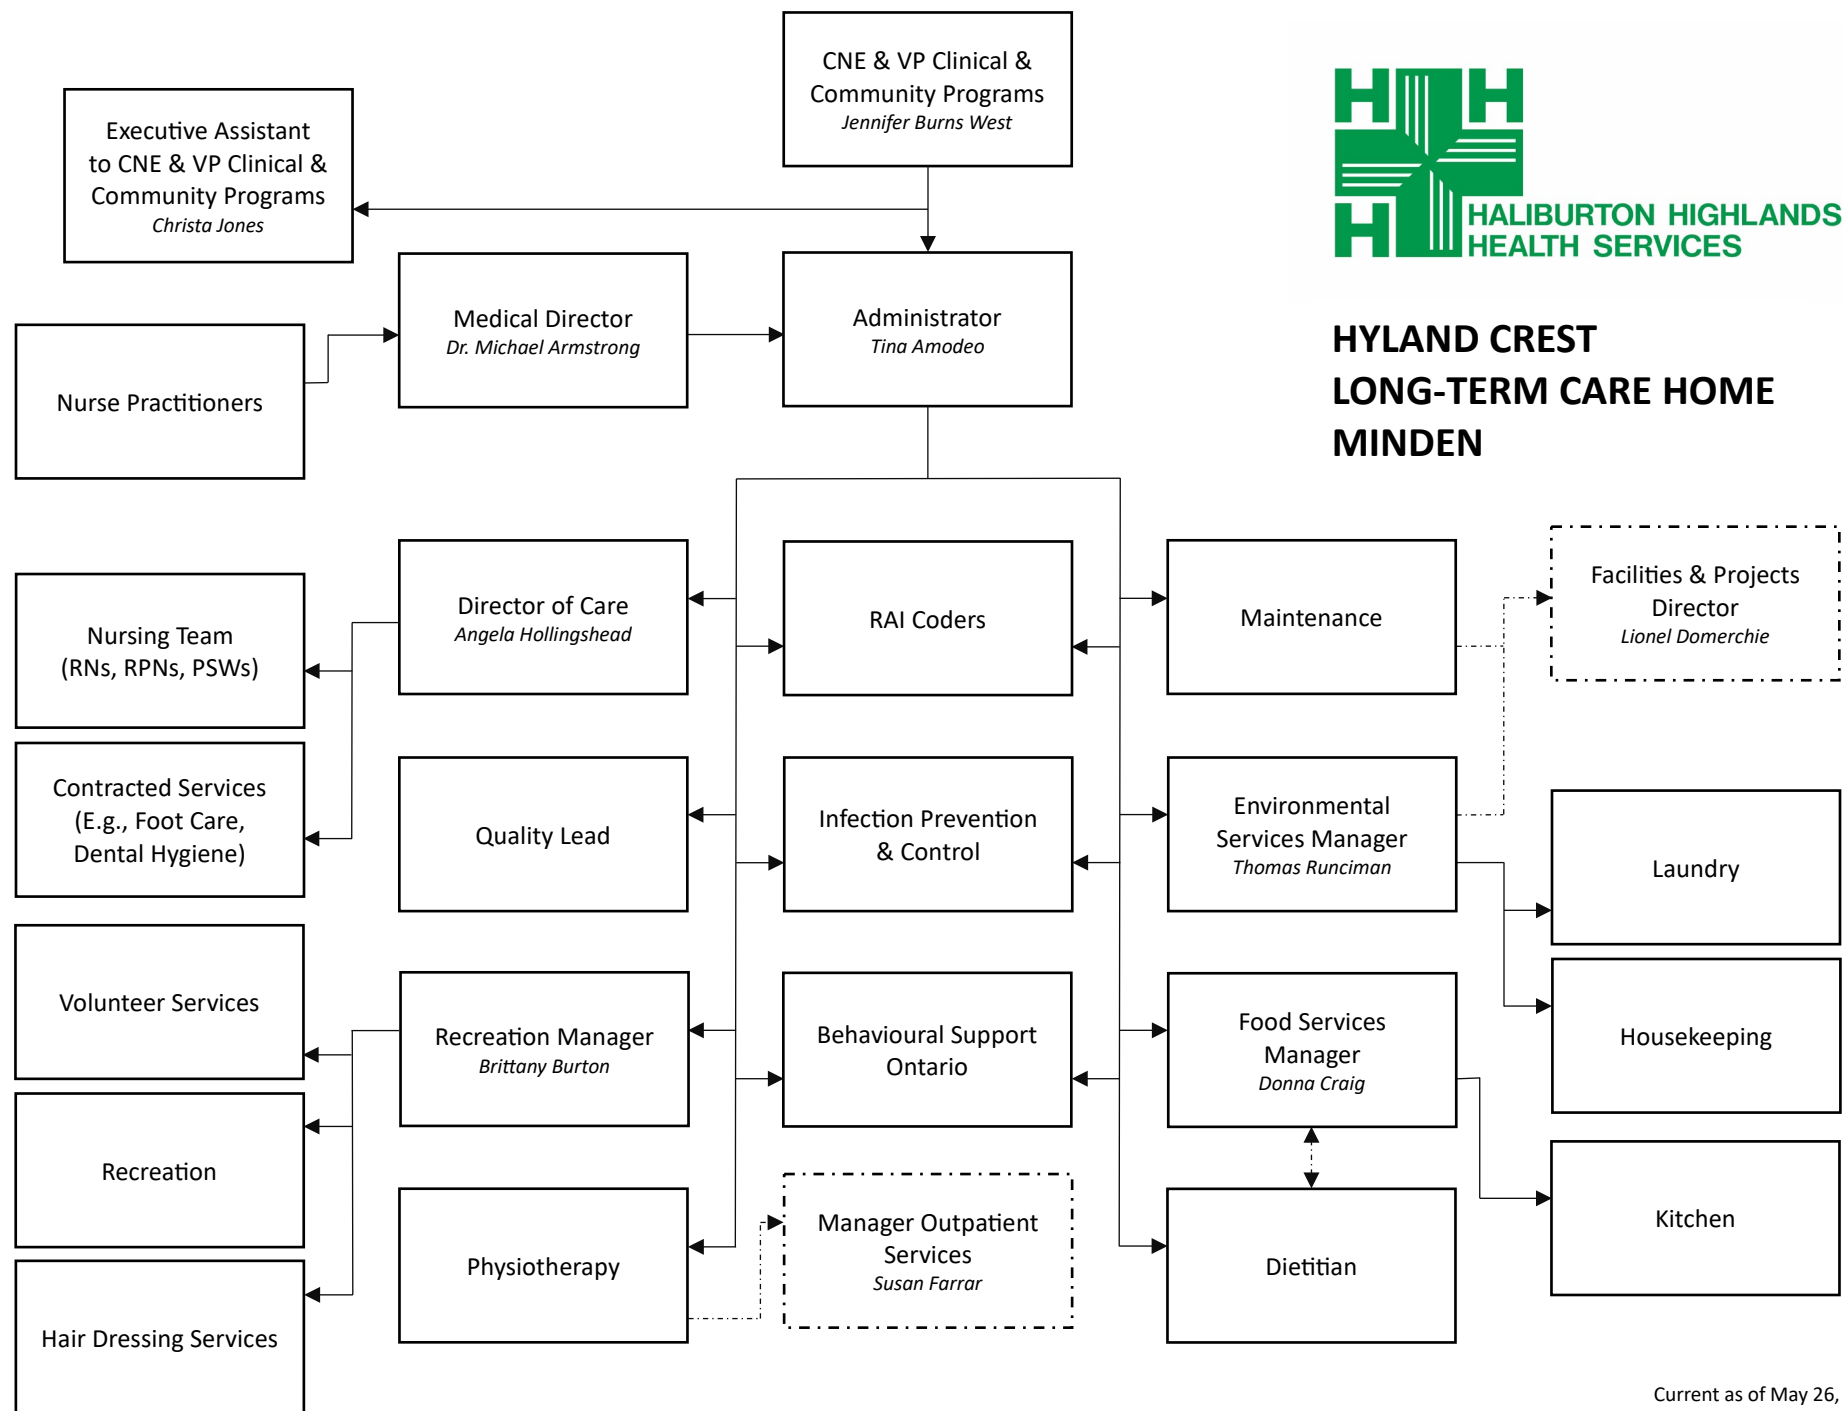 CNE & VP Clinical &
Community Programs
Jennifer Burns West
Executive Assistant
to CNE & VP Clinical &
Community Programs
Christa Jones
HALIBURTON HIGHLANDS
HEALTH SERVICES
H H
H
Medical Director
Dr. Michael Armstrong
Administrator
Tina Amodeo
Nurse Practitioners
HYLAND CREST
LONG-TERM CARE HOME
MINDEN
Nursing Team
(RNs, RPNs, PSWs)
Director of Care
Angela Hollingshead
RAI Coders
Maintenance
Facilities & Projects
Director
Lionel Domerchie
Contracted Services
(E.g., Foot Care,
Dental Hygiene)
Quality Lead
Infection Prevention
& Control
Environmental
Services Manager
Thomas Runciman
Laundry
Volunteer Services
Recreation Manager
Brittany Burton
Behavioural Support
Ontario
Food Services
Manager
Donna Craig
Housekeeping
Recreation
Physiotherapy
Manager Outpatient
Services
Susan Farrar
Dietitian
Kitchen
Hair Dressing Services
Current as of May 26,